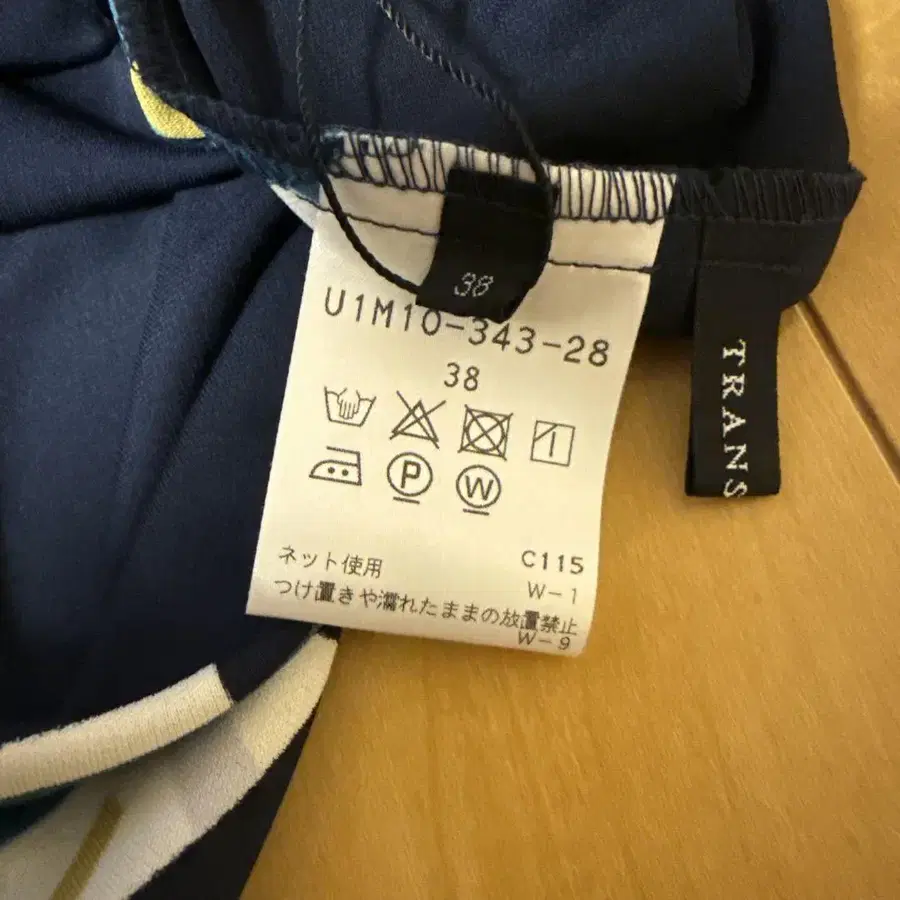 38
U1M10-343-28
38
P
W
ネット使用
C115
W-1
つけ置きや濡れたままの放置禁止
W-9
TRANS